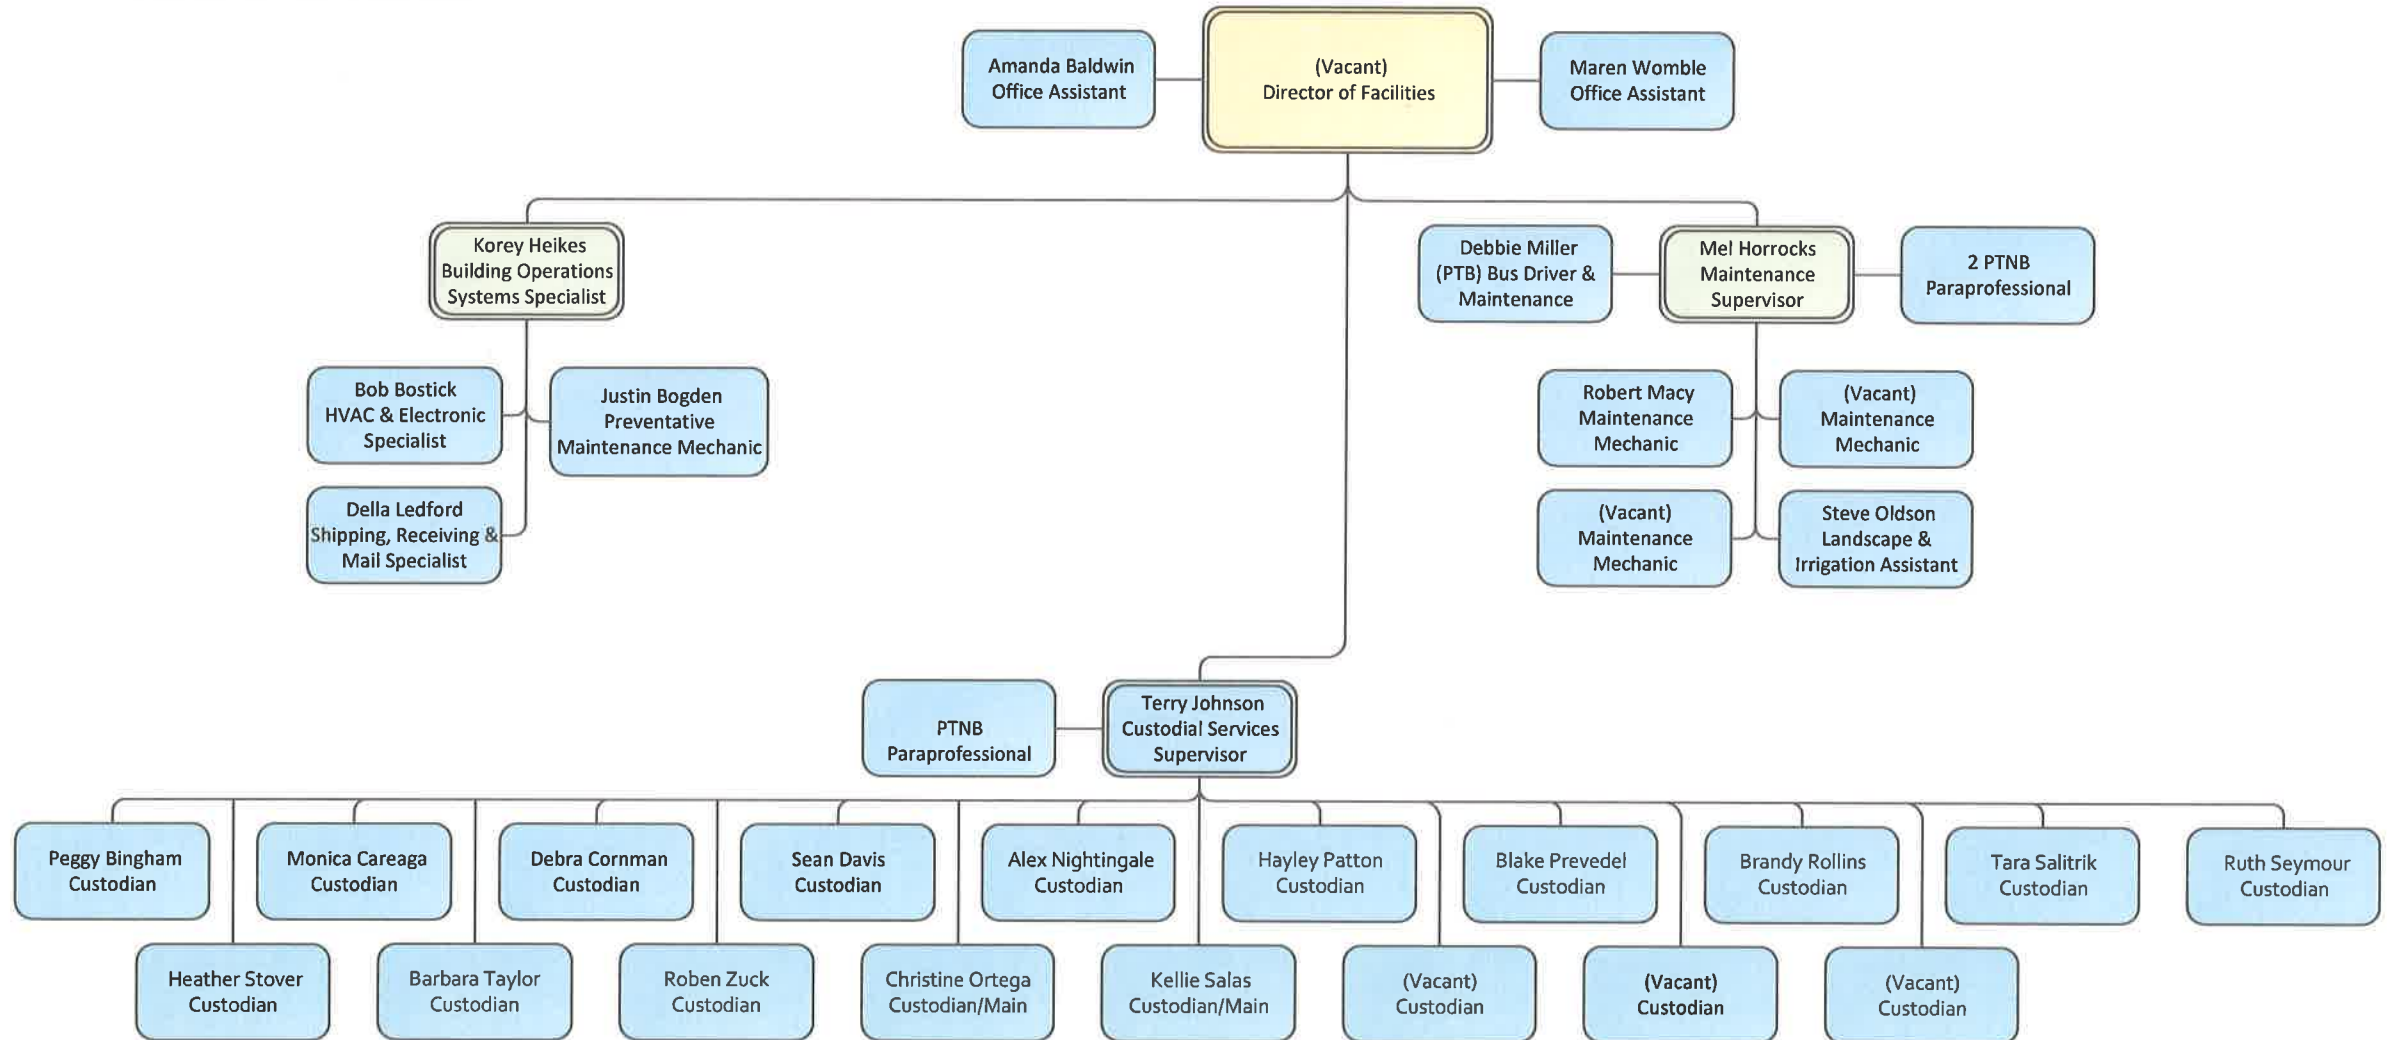 Amanda Baldwin
Office Assistant
(Vacant)
Director of Facilities
Maren Womble
Office Assistant
Korey Heikes
Building Operations
Systems Specialist
Debbie Miller
(PTB) Bus Driver &
Maintenance
Mel Horrocks
Maintenance
Supervisor
2 PTNB
Paraprofessional
Bob Bostick
HVAC & Electronic
Specialist
Justin Bogden
Preventative
Maintenance Mechanic
Robert Macy
Maintenance
Mechanic
(Vacant)
Maintenance
Mechanic
Della Ledford
Shipping, Receiving &
Mail Specialist
(Vacant)
Maintenance
Mechanic
Steve Oldson
Landscape &
Irrigation Assistant
PTNB
Paraprofessional
Terry Johnson
Custodial Services
Supervisor
Peggy Bingham
Custodian
Monica Careaga
Custodian
Debra Cornman
Custodian
Sean Davis
Custodian
Alex Nightingale
Custodian
Hayley Patton
Custodian
Blake Prevedel
Custodian
Brandy Rollins
Custodian
Tara Salitrik
Custodian
Ruth Seymour
Custodian
Heather Stover
Custodian
Barbara Taylor
Custodian
Roben Zuck
Custodian
Christine Ortega
Custodian/Main
Kellie Salas
Custodian/Main
(Vacant)
Custodian
(Vacant)
Custodian
(Vacant)
Custodian